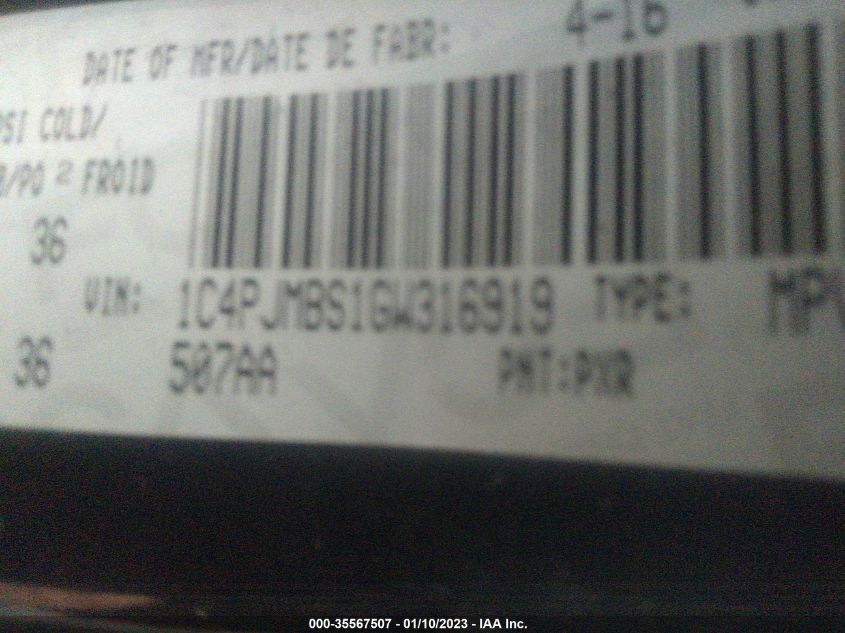 4-16
DATE OF MFR/DATE DE FABR:
PSI COLD/
/PO 2 FROID
36
VIN: 1C4PJMBS1GW316919 TYPE: MPV
36 507AA PNT:PXR
000-35567507 - 01/10/2023 - IAA Inc.